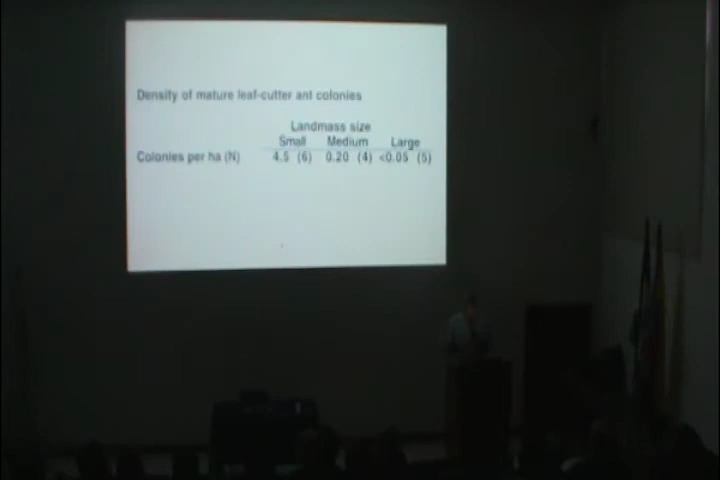 Density of mature leaf-cutter ant colonies
Landmass size
Small Medium Large
Colonies per ha (N) 4.5 (6) 0.20 (4) <0.05 (5)